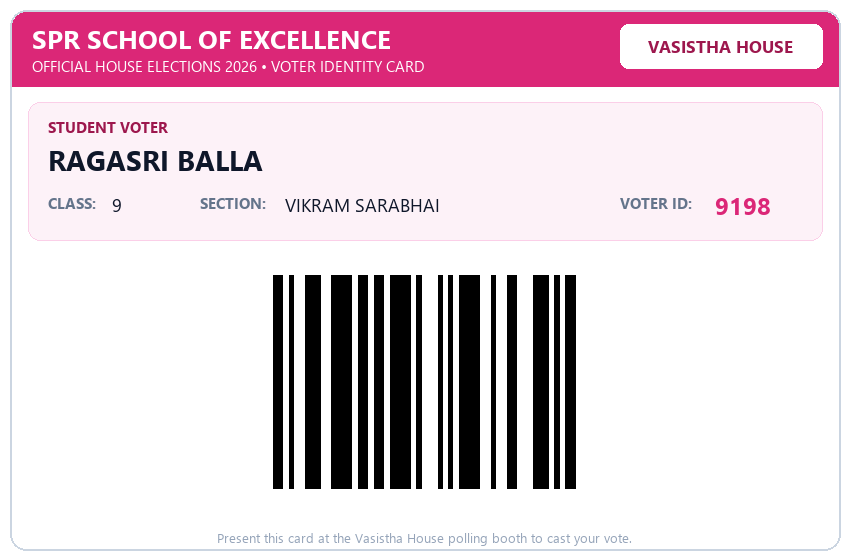 SPR SCHOOL OF EXCELLENCE
OFFICIAL HOUSE ELECTIONS 2026 • VOTER IDENTITY CARD
VASISTHA HOUSE
STUDENT VOTER
RAGASRI BALLA
CLASS: 9 SECTION: VIKRAM SARABHAI VOTER ID: 9198
Present this card at the Vasistha House polling booth to cast your vote.